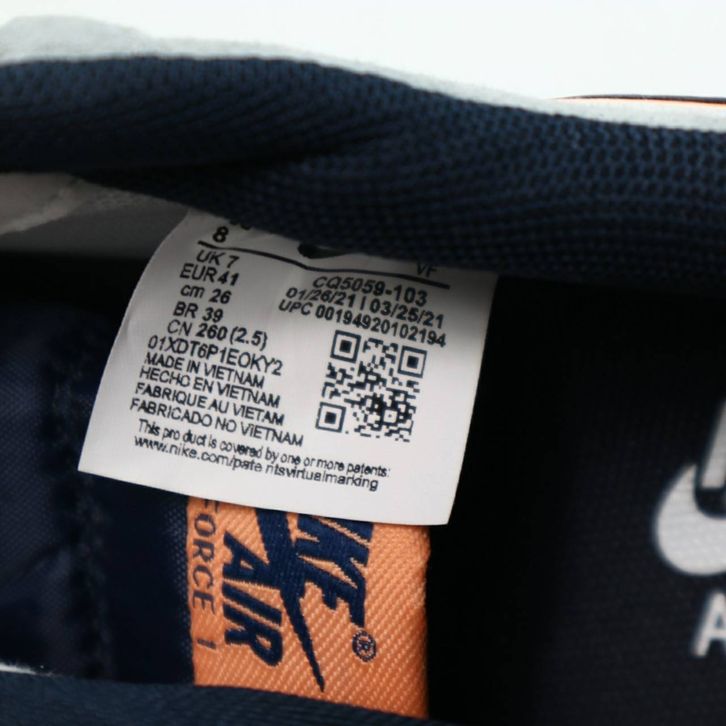 8
UK 7
EUR 41
cm 26
BR 39
CN 260 (2.5)
01XDT6P1EOKY2
MADE IN VIETNAM
HECHO EN VIETNAM
FABRIQUE AU VIETAM
FABRICADO NO VIETNAM
This pro duct is covered by one or more patents:
www.nike.com/pate ntsvirtualmarking
VF
CQ5059-103
01/26/21 | 03/25/21
UPC 00194920102194
NIKE
AIR
FORCE 1
®